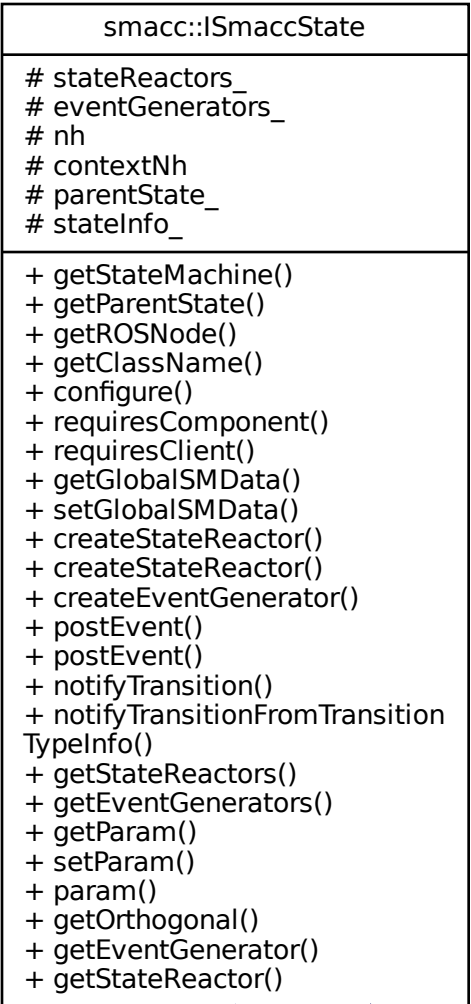 smacc::ISmaccState
# stateReactors_
# eventGenerators_
# nh
# contextNh
# parentState_
# stateInfo_
+ getStateMachine()
+ getParentState()
+ getROSNode()
+ getClassName()
+ configure()
+ requiresComponent()
+ requiresClient()
+ getGlobalSMData()
+ setGlobalSMData()
+ createStateReactor()
+ createStateReactor()
+ createEventGenerator()
+ postEvent()
+ postEvent()
+ notifyTransition()
+ notifyTransitionFromTransition
TypeInfo()
+ getStateReactors()
+ getEventGenerators()
+ getParam()
+ setParam()
+ param()
+ getOrthogonal()
+ getEventGenerator()
+ getStateReactor()